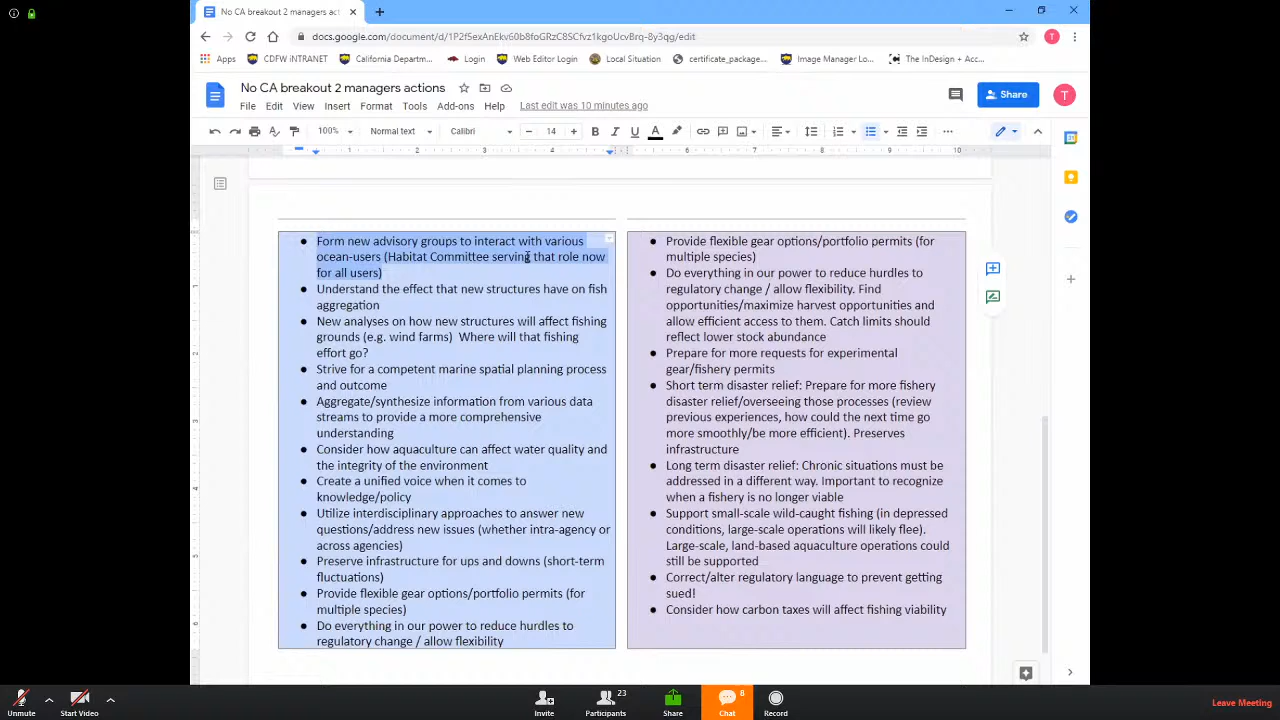 No CA breakout 2 managers act
docs.google.com/document/d/1P2f5exAnEkv60b8foGRzC8SCfvz1kgoUcvBrq-8y3qg/edit
T
Apps
CDFW iNTRANET
California Departm...
Login
Web Editor Login
Local Situation
certificate_package...
Image Manager Lo...
The InDesign + Acc...
No CA breakout 2 managers actions
File Edit View Insert Format Tools Add-ons Help Last edit was 10 minutes ago
Share
T
100% Normal text Calibri 14 B I U A
1 2 3 4 5 6 7 8 9 10
● Form new advisory groups to interact with various
ocean-users (Habitat Committee serving that role now
for all users)
● Understand the effect that new structures have on fish
aggregation
● New analyses on how new structures will affect fishing
grounds (e.g. wind farms) Where will that fishing
effort go?
● Strive for a competent marine spatial planning process
and outcome
● Aggregate/synthesize information from various data
streams to provide a more comprehensive
understanding
● Consider how aquaculture can affect water quality and
the integrity of the environment
● Create a unified voice when it comes to
knowledge/policy
● Utilize interdisciplinary approaches to answer new
questions/address new issues (whether intra-agency or
across agencies)
● Preserve infrastructure for ups and downs (short-term
fluctuations)
● Provide flexible gear options/portfolio permits (for
multiple species)
● Do everything in our power to reduce hurdles to
regulatory change / allow flexibility
● Provide flexible gear options/portfolio permits (for
multiple species)
● Do everything in our power to reduce hurdles to
regulatory change / allow flexibility. Find
opportunities/maximize harvest opportunities and
allow efficient access to them. Catch limits should
reflect lower stock abundance
● Prepare for more requests for experimental
gear/fishery permits
● Short term disaster relief: Prepare for more fishery
disaster relief/overseeing those processes (review
previous experiences, how could the next time go
more smoothly/be more efficient). Preserves
infrastructure
● Long term disaster relief: Chronic situations must be
addressed in a different way. Important to recognize
when a fishery is no longer viable
● Support small-scale wild-caught fishing (in depressed
conditions, large-scale operations will likely flee).
Large-scale, land-based aquaculture operations could
still be supported
● Correct/alter regulatory language to prevent getting
sued!
● Consider how carbon taxes will affect fishing viability
Unmute
Start Video
Invite
23
Participants
Share
8
Chat
Record
Leave Meeting